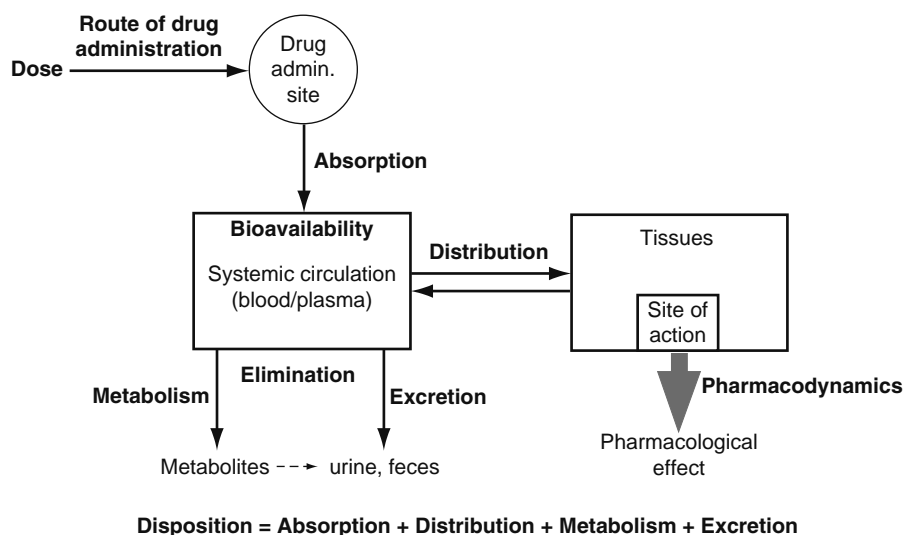 Route of drug
administration
Dose
Drug
admin.
site
Absorption
Bioavailability
Systemic circulation
(blood/plasma)
Distribution
Tissues
Site of
action
Elimination
Metabolism
Excretion
Pharmacodynamics
Metabolites
urine, feces
Pharmacological
effect
Disposition = Absorption + Distribution + Metabolism + Excretion